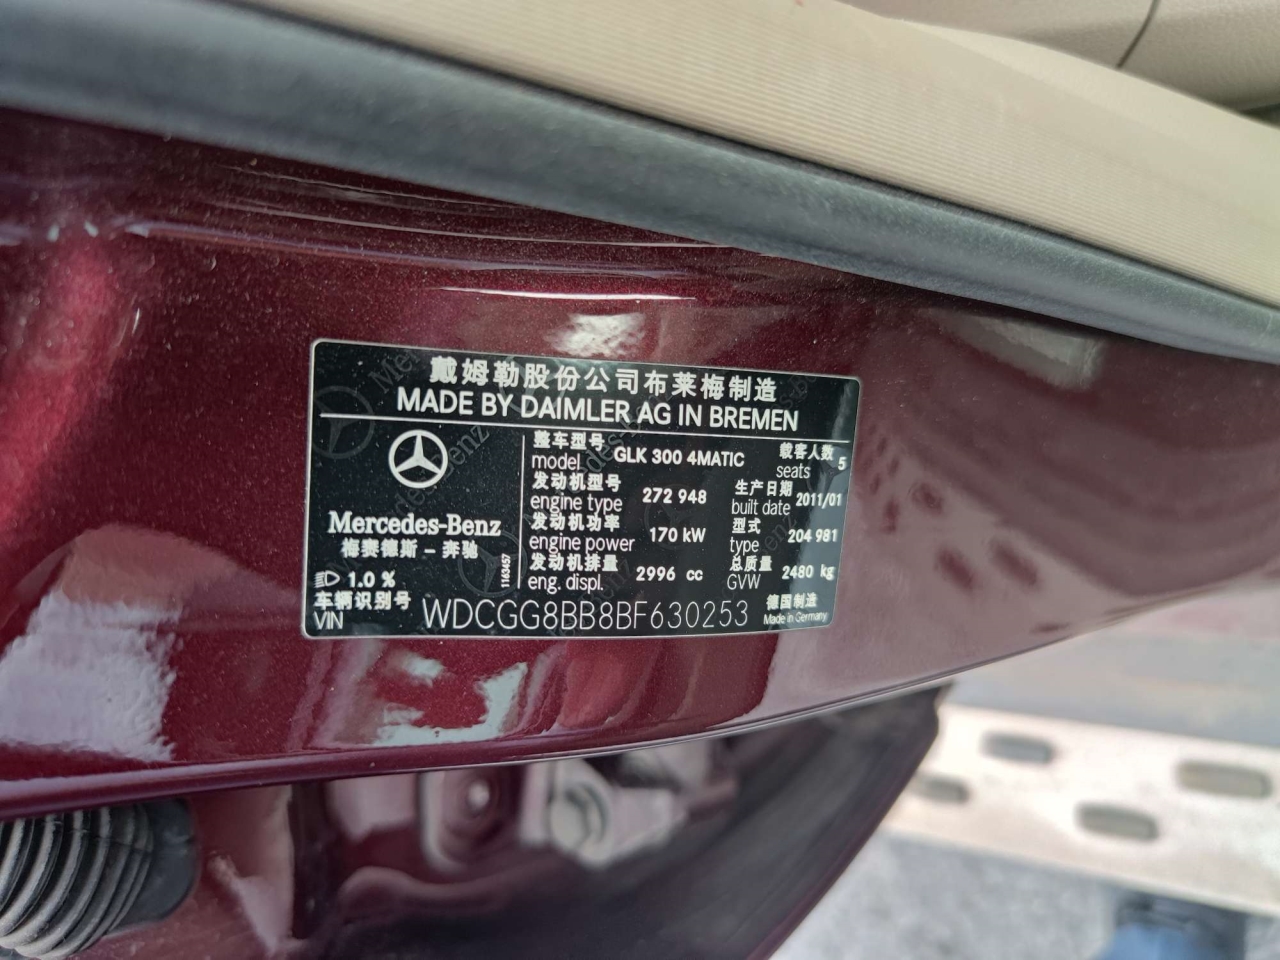 戴姆勒股份公司布莱梅制造
MADE BY DAIMLER AG IN BREMEN
Mercedes-Benz
梅赛德斯－奔驰
1.0 %
1163457
整车型号 model GLK 300 4MATIC 载客人数 seats 5
发动机型号 engine type 272 948 生产日期 built date 2011/01
发动机功率 engine power 170 kW 型式 type 204 981
发动机排量 eng. displ. 2996 cc 总质量 GVW 2480 kg
车辆识别号 VIN WDCGG8BB8BF630253 德国制造 Made in Germany